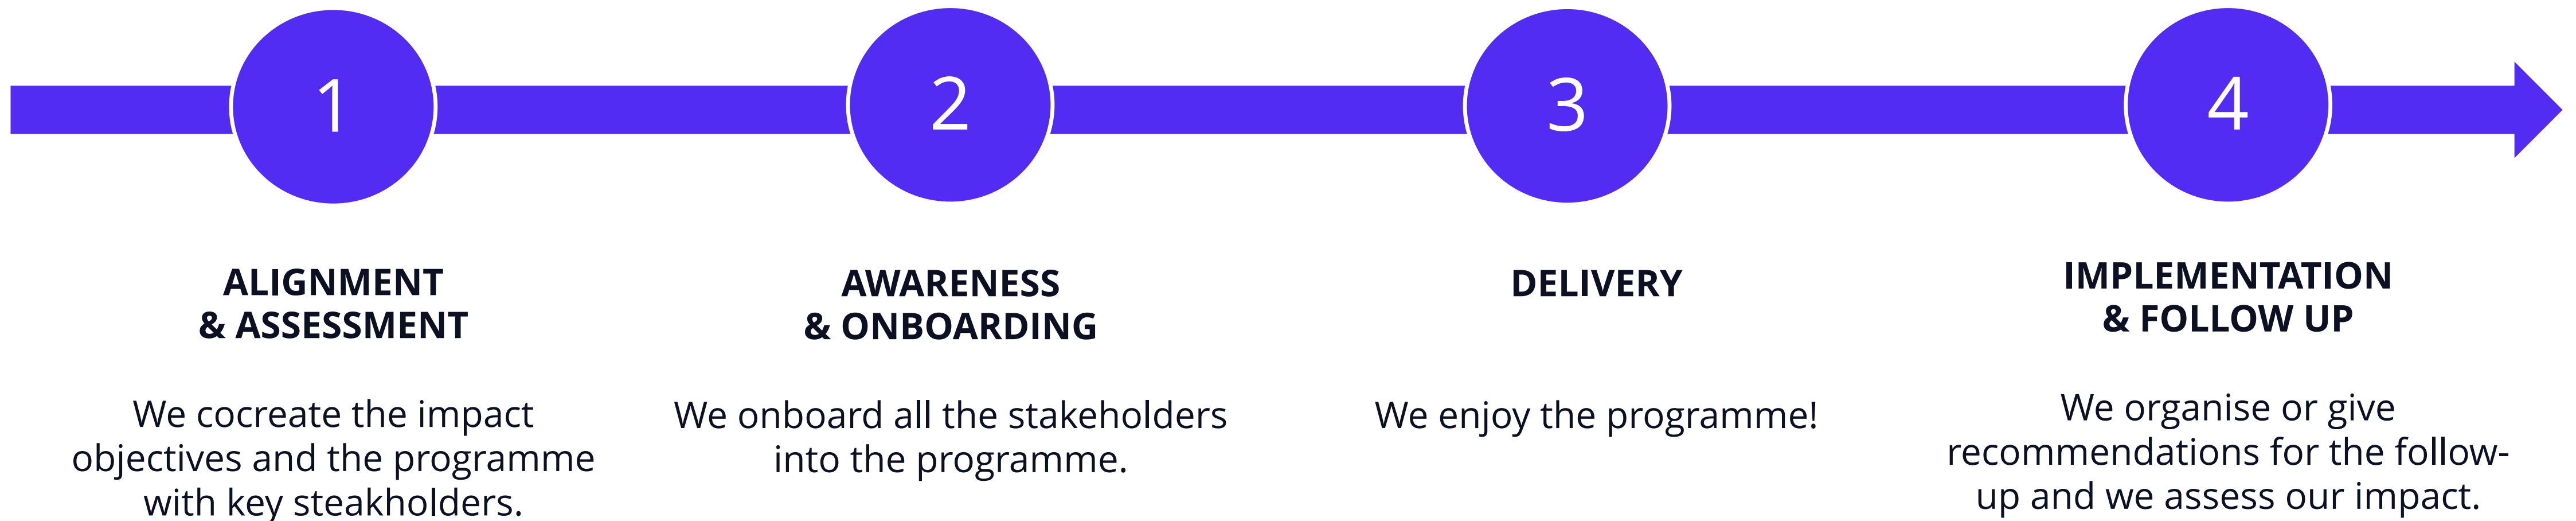 1
2
3
4
ALIGNMENT
& ASSESSMENT
We cocreate the impact
objectives and the programme
with key steakholders.
AWARENESS
& ONBOARDING
We onboard all the stakeholders
into the programme.
DELIVERY
We enjoy the programme!
IMPLEMENTATION
& FOLLOW UP
We organise or give
recommendations for the follow-
up and we assess our impact.